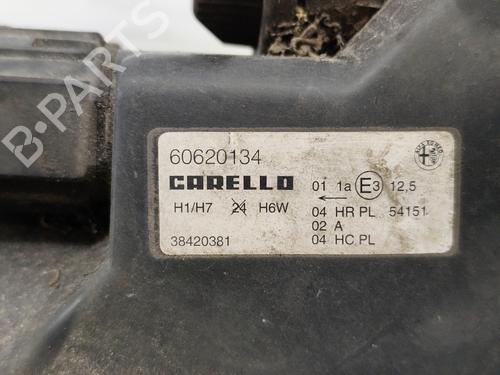 60620134
CARELLO 01 1a E3 12,5
H1/H7 24 H6W 04 HR PL 54151
02 A
38420381 04 HC PL
B-PARTS